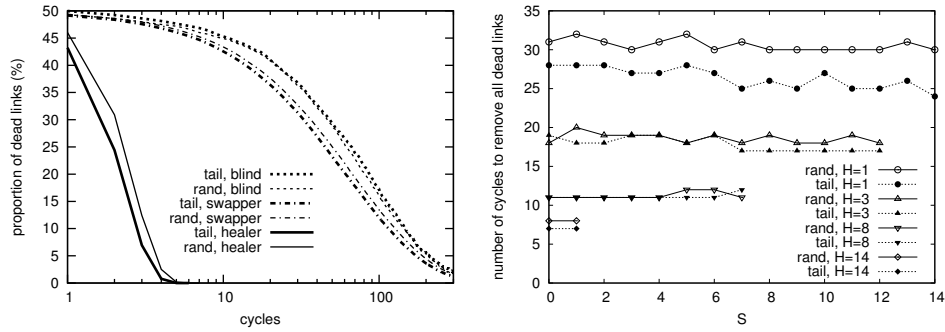 proportion of dead links (%)
50
45
40
35
30
25
20
15
10
5
0
tail, blind
rand, blind
tail, swapper
rand, swapper
tail, healer
rand, healer
1 10 100
cycles
number of cycles to remove all dead links
35
30
25
20
15
10
5
0
rand, H=1
tail, H=1
rand, H=3
tail, H=3
rand, H=8
tail, H=8
rand, H=14
tail, H=14
0 2 4 6 8 10 12 14
S